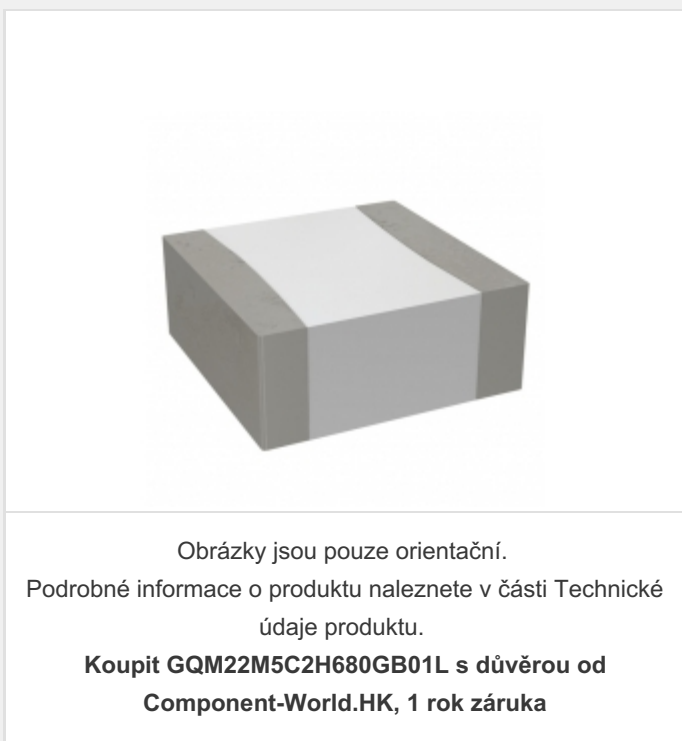 Obrázky jsou pouze orientační.
Podrobné informace o produktu naleznete v části Technické
údaje produktu.
Koupit GQM22M5C2H680GB01L s důvěrou od
Component-World.HK, 1 rok záruka